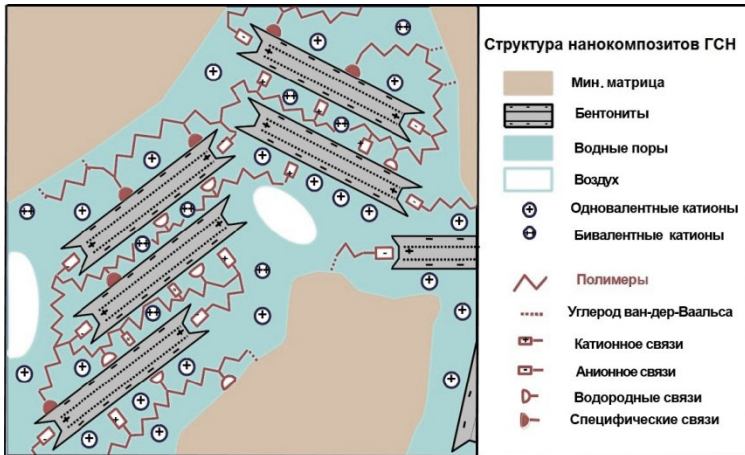 Структура нанокомпозитов ГСН
Мин. матрица
Бентониты
Водные поры
Воздух
Одновалентные катионы
Бивалентные катионы
Полимеры
Углерод ван-дер-Ваальса
Катионное связи
Анионное связи
Водородные связи
Специфические связи